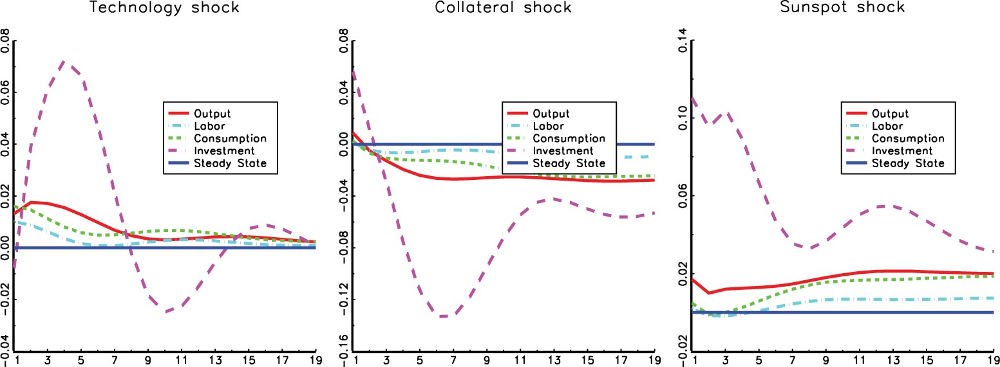 Technology shock
0.08
0.06
0.04
0.02
0.00
−0.02
−0.04
Output
Labor
Consumption
Investment
Steady State
1 3 5 7 9 11 13 15 17 19
Collateral shock
0.08
0.04
0.00
−0.04
−0.08
−0.12
−0.16
Output
Labor
Consumption
Investment
Steady State
1 3 5 7 9 11 13 15 17 19
Sunspot shock
0.14
0.10
0.06
0.02
−0.02
Output
Labor
Consumption
Investment
Steady State
1 3 5 7 9 11 13 15 17 19